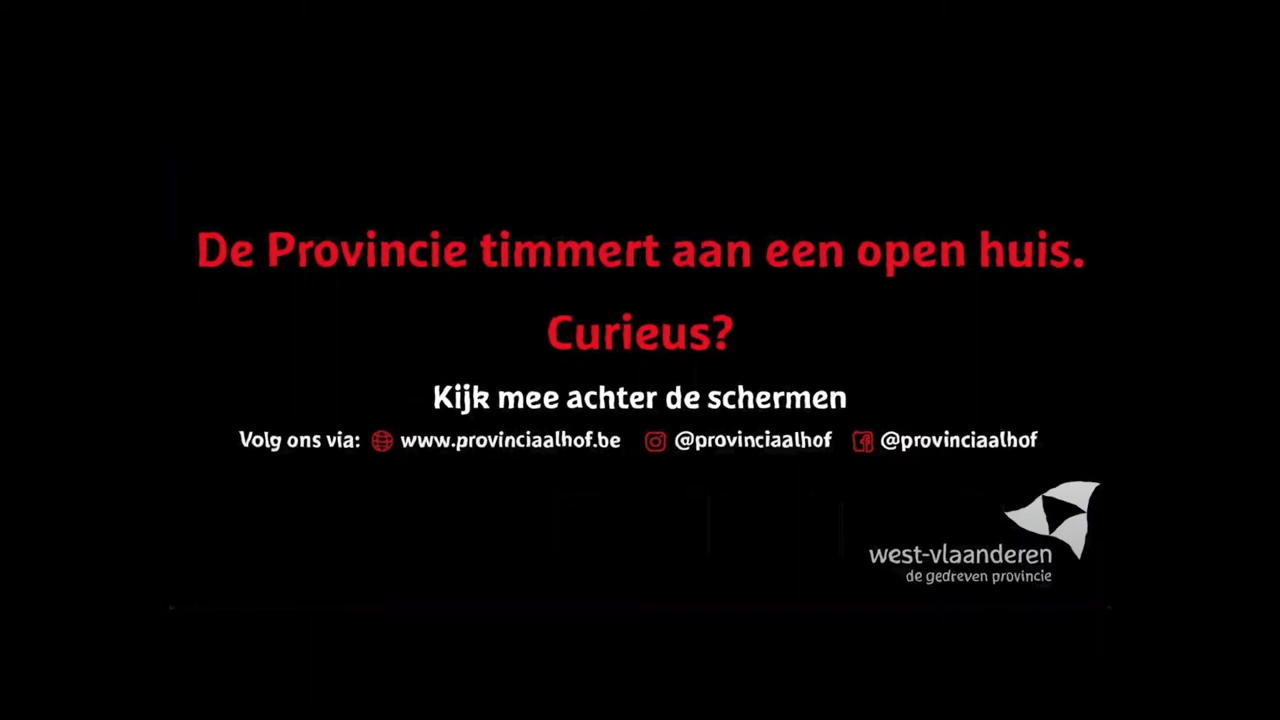 De Provincie timmert aan een open huis.
Curieus?
Kijk mee achter de schermen
Volg ons via: www.provinciaalhof.be @provinciaalhof @provinciaalhof
west-vlaanderen
de gedreven provincie